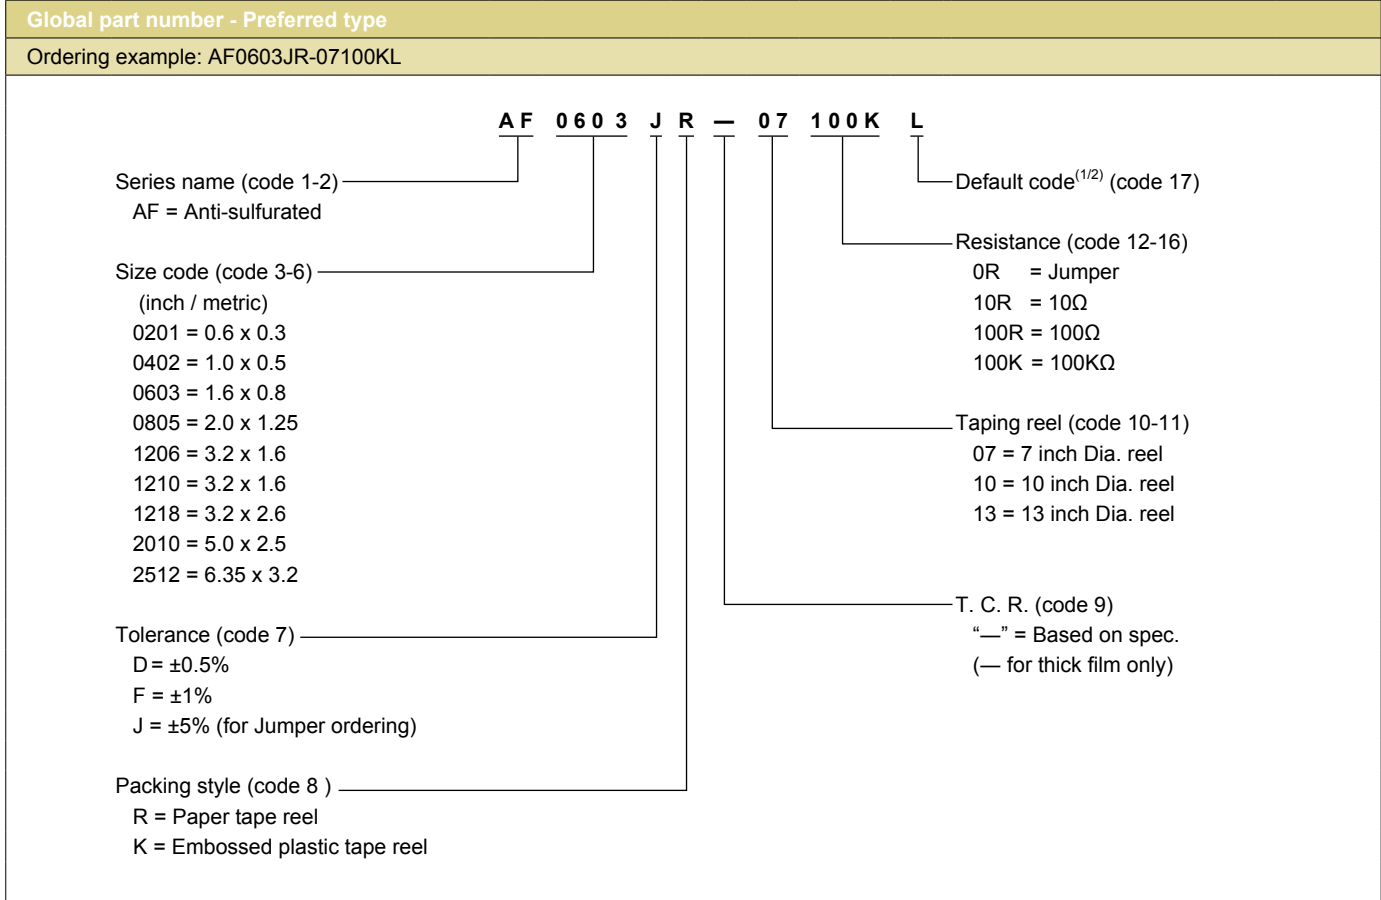 Global part number - Preferred type
Ordering example: AF0603JR-07100KL
A F 0 6 0 3 J R — 0 7 1 0 0 K L
Series name (code 1-2)
AF = Anti-sulfurated
Size code (code 3-6)
(inch / metric)
0201 = 0.6 x 0.3
0402 = 1.0 x 0.5
0603 = 1.6 x 0.8
0805 = 2.0 x 1.25
1206 = 3.2 x 1.6
1210 = 3.2 x 1.6
1218 = 3.2 x 2.6
2010 = 5.0 x 2.5
2512 = 6.35 x 3.2
Tolerance (code 7)
D = ±0.5%
F = ±1%
J = ±5% (for Jumper ordering)
Packing style (code 8 )
R = Paper tape reel
K = Embossed plastic tape reel
Default code(1/2) (code 17)
Resistance (code 12-16)
0R = Jumper
10R = 10Ω
100R = 100Ω
100K = 100KΩ
Taping reel (code 10-11)
07 = 7 inch Dia. reel
10 = 10 inch Dia. reel
13 = 13 inch Dia. reel
T. C. R. (code 9)
“—” = Based on spec.
(— for thick film only)